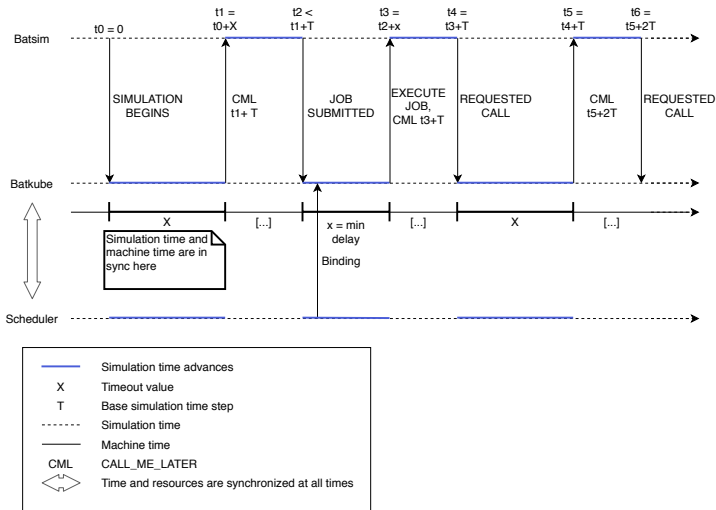 t0 = 0
t1 =
t0+X
t2 <
t1+T
t3 =
t2+x
t4 =
t3+T
t5 =
t4+T
t6 =
t5+2T
Batsim
SIMULATION
BEGINS
CML
t1+ T
JOB
SUBMITTED
EXECUTE
JOB,
CML t3+T
REQUESTED
CALL
CML
t5+2T
REQUESTED
CALL
Batkube
X
[...]
x = min
delay
[...]
X
[...]
Simulation time and
machine time are in
sync here
Binding
Scheduler
Simulation time advances
X Timeout value
T Base simulation time step
Simulation time
Machine time
CML CALL_ME_LATER
Time and resources are synchronized at all times